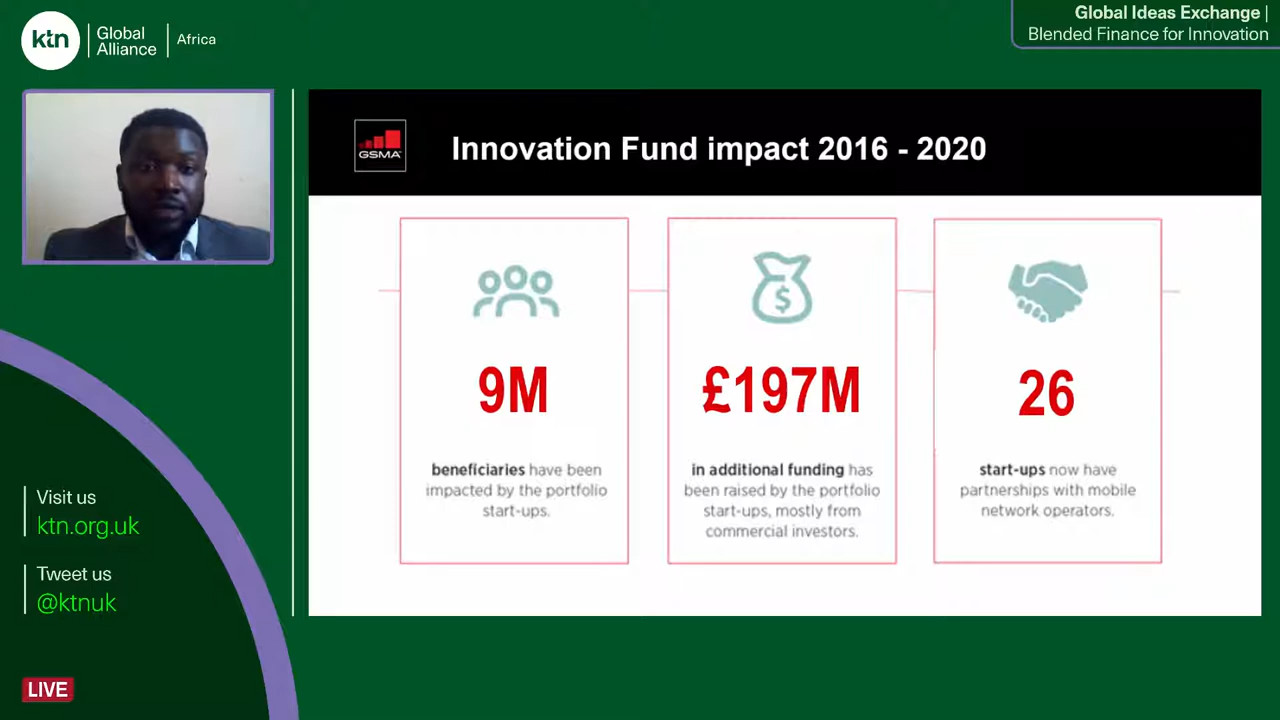 ktn
Global
Alliance
Africa
Global Ideas Exchange |
Blended Finance for Innovation
GSMA
Innovation Fund impact 2016 - 2020
9M
beneficiaries have been
impacted by the portfolio
start-ups.
£197M
in additional funding has
been raised by the portfolio
start-ups, mostly from
commercial investors.
26
start-ups now have
partnerships with mobile
network operators.
Visit us
ktn.org.uk
Tweet us
@ktnuk
LIVE